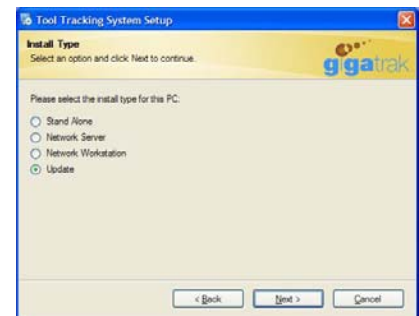 Tool Tracking System Setup
Install Type
Select an option and click Next to continue.
gigatrak
Please select the install type for this PC:
Stand Alone
Network Server
Network Workstation
Update
< Back
Next >
Cancel